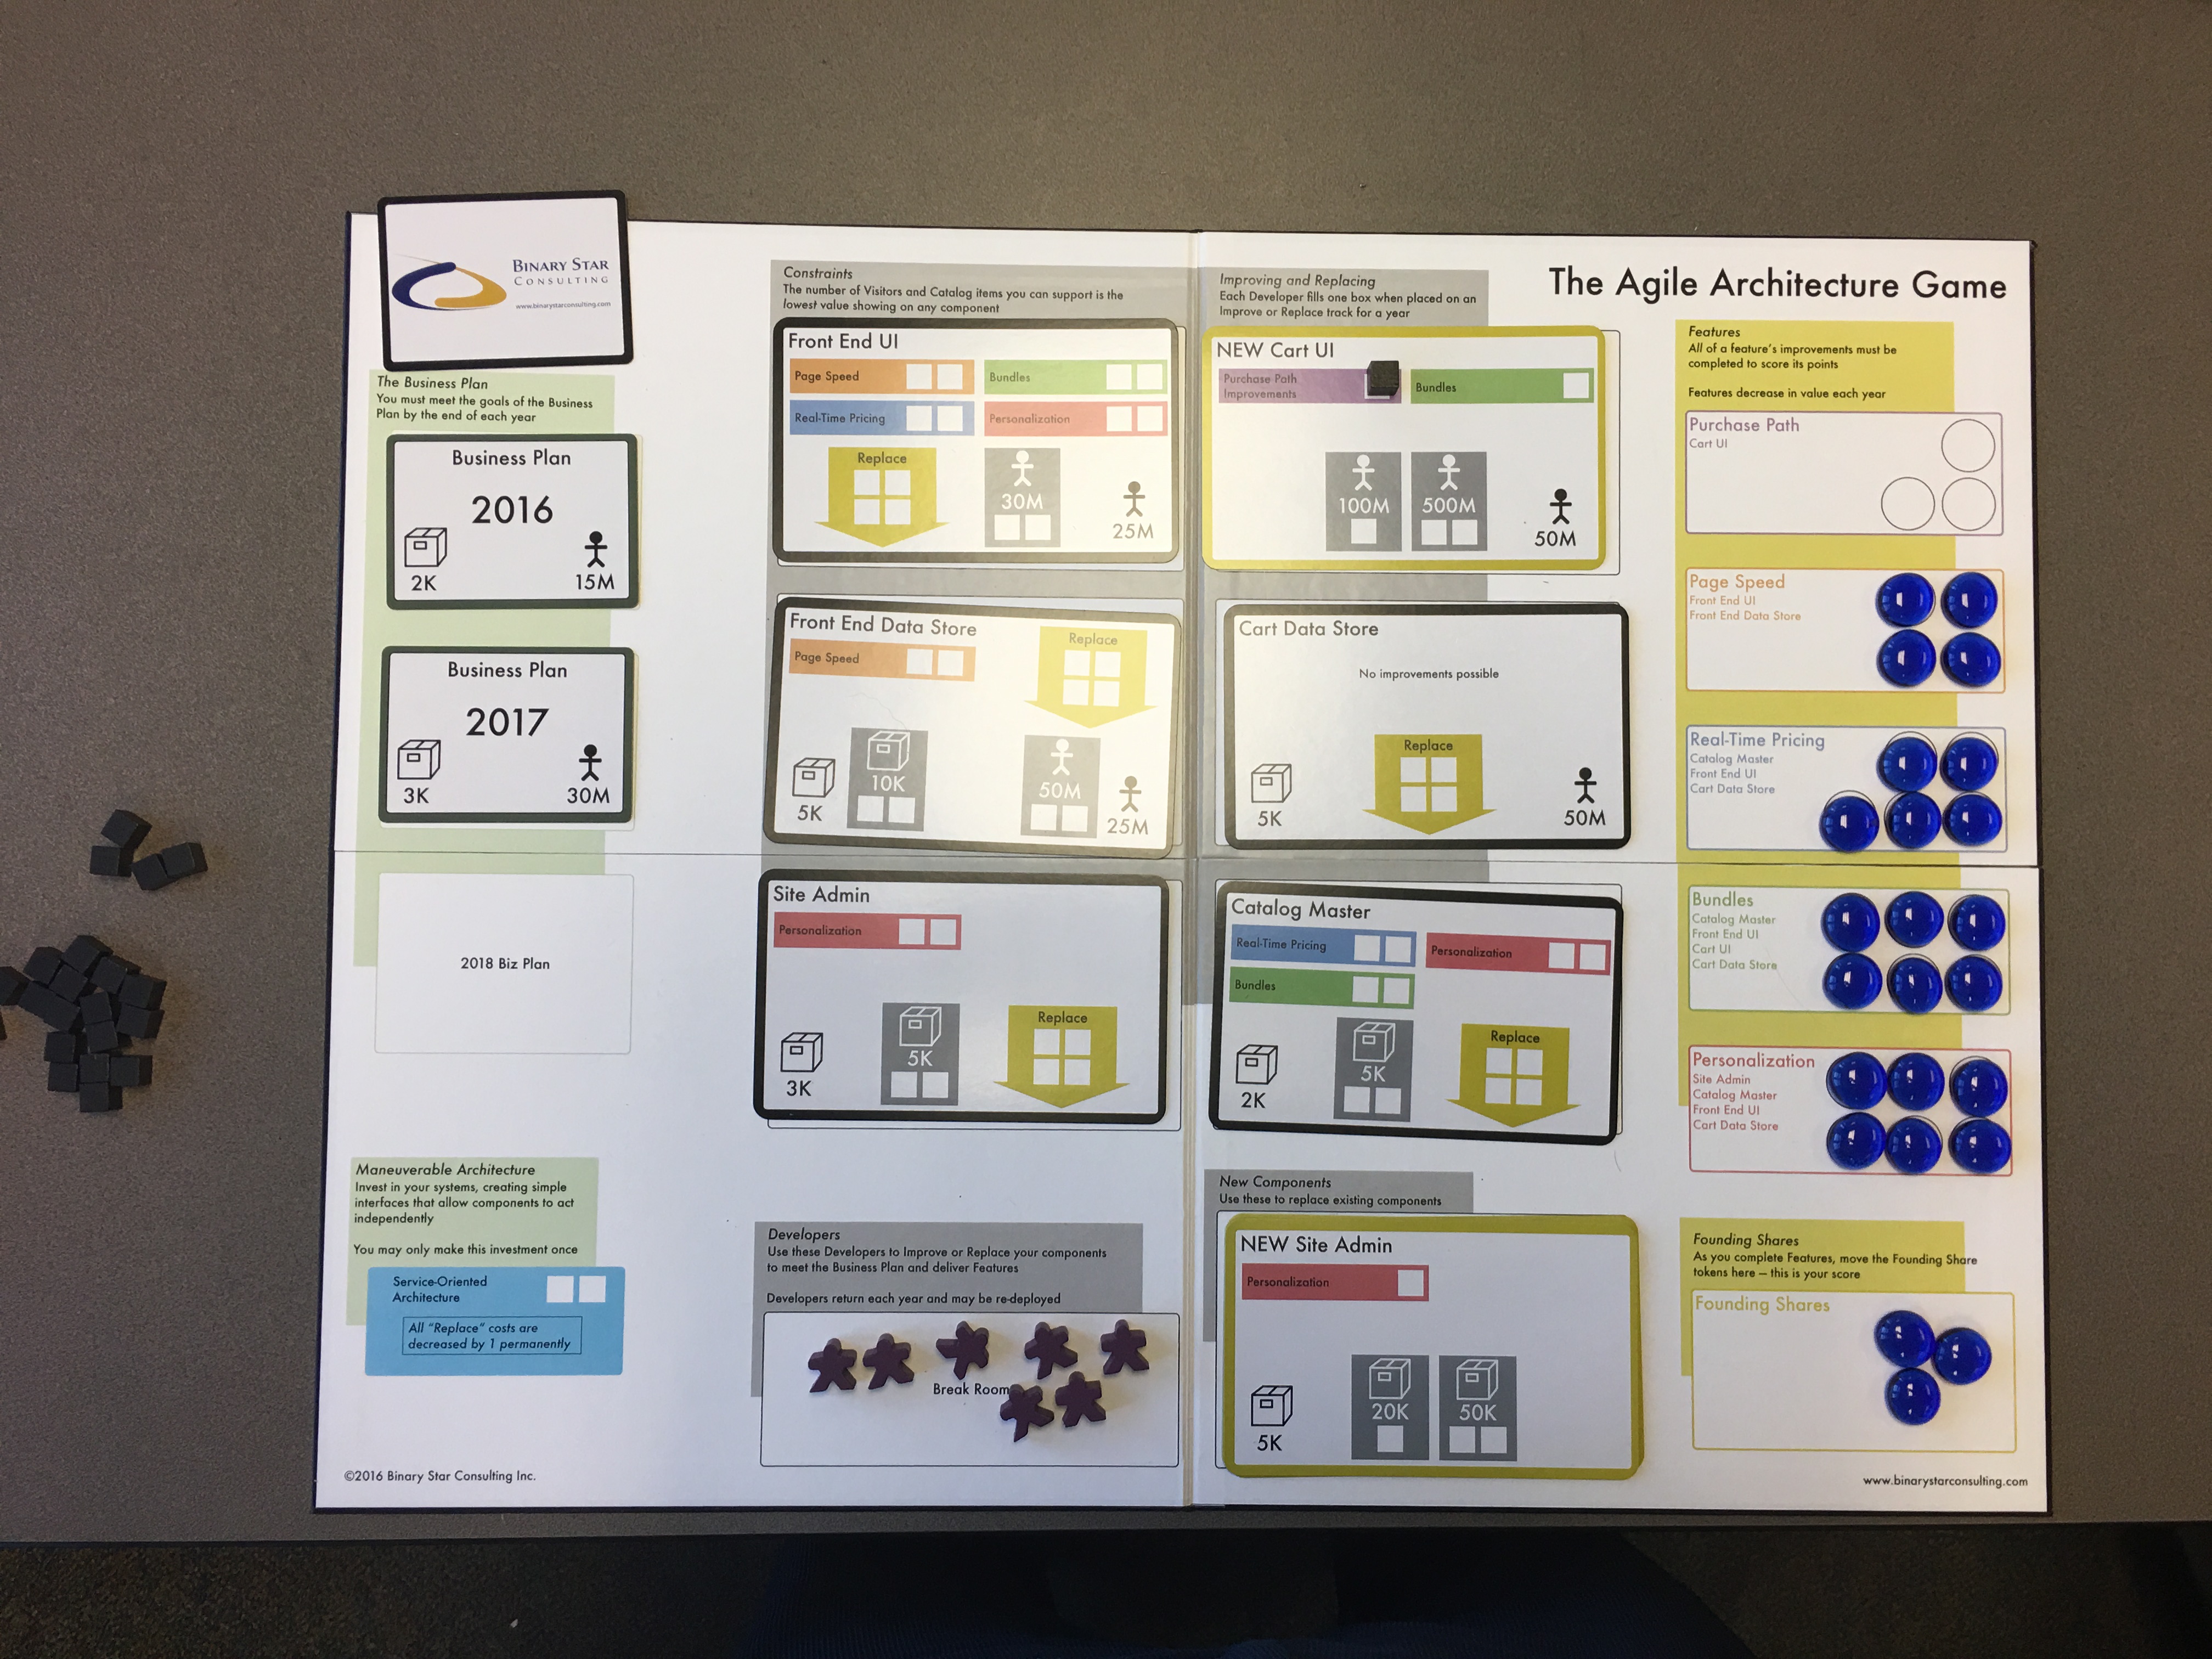 BINARY STAR
CONSULTING
www.binarystarconsulting.com
The Business Plan
You must meet the goals of the Business
Plan by the end of each year
Business Plan
2016
2K
15M
Business Plan
2017
3K
30M
2018 Biz Plan
Maneuverable Architecture
Invest in your systems, creating simple
interfaces that allow components to act
independently
You may only make this investment once
Service-Oriented
Architecture
All "Replace" costs are
decreased by 1 permanently
©2016 Binary Star Consulting Inc.
Constraints
The number of Visitors and Catalog items you can support is the
lowest value showing on any component
Front End UI
Page Speed
Bundles
Real-Time Pricing
Personalization
Replace
30M
25M
Front End Data Store
Page Speed
Replace
5K
10K
50M
25M
Site Admin
Personalization
3K
5K
Replace
Developers
Use these Developers to Improve or Replace your components
to meet the Business Plan and deliver Features
Developers return each year and may be re-deployed
Break Room
Improving and Replacing
Each Developer fills one box when placed on an
Improve or Replace track for a year
NEW Cart UI
Purchase Path
Improvements
Bundles
100M
500M
50M
Cart Data Store
No improvements possible
Replace
5K
50M
Catalog Master
Real-Time Pricing
Personalization
Bundles
2K
5K
Replace
New Components
Use these to replace existing components
NEW Site Admin
Personalization
5K
20K
50K
The Agile Architecture Game
Features
All of a feature's improvements must be
completed to score its points
Features decrease in value each year
Purchase Path
Cart UI
Page Speed
Front End UI
Front End Data Store
Real-Time Pricing
Catalog Master
Front End UI
Cart Data Store
Bundles
Catalog Master
Front End UI
Cart UI
Cart Data Store
Personalization
Site Admin
Catalog Master
Front End UI
Cart Data Store
Founding Shares
As you complete Features, move the Founding Share
tokens here – this is your score
Founding Shares
www.binarystarconsulting.com